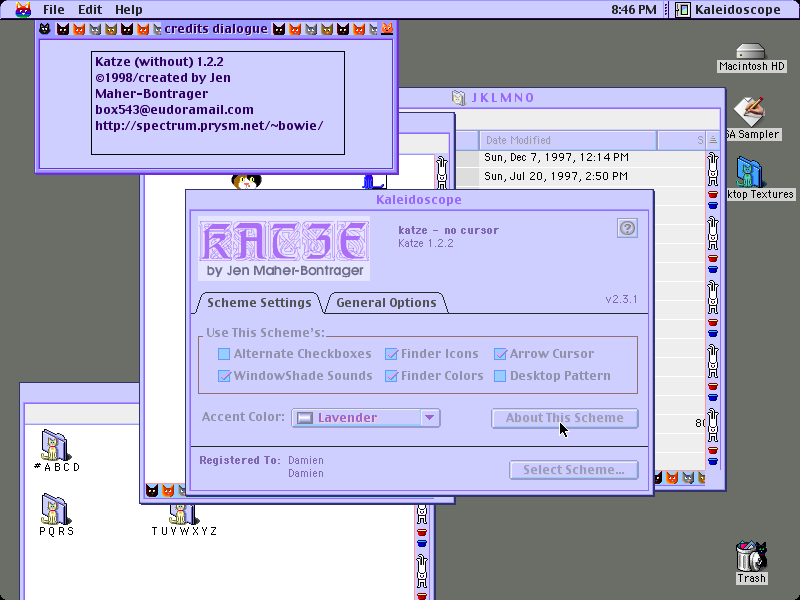 File Edit Help
8:46 PM Kaleidoscope
credits dialogue
Katze (without) 1.2.2
©1998/created by Jen
Maher-Bontrager
box543@eudoramail.com
http://spectrum.prysm.net/~bowie/
Macintosh HD
JKLMNO
Date Modified S
Sun, Dec 7, 1997, 12:14 PM
Sun, Jul 20, 1997, 2:50 PM
SA Sampler
ktop Textures
Kaleidoscope
KATZE
by Jen Maher-Bontrager
katze - no cursor
Katze 1.2.2
?
v2.3.1
Scheme Settings General Options
Use This Scheme's:
Alternate Checkboxes Finder Icons Arrow Cursor
WindowShade Sounds Finder Colors Desktop Pattern
Accent Color: Lavender About This Scheme
Registered To: Damien
Damien
Select Scheme...
#ABCD
PQRS
TUYWXYZ
Trash